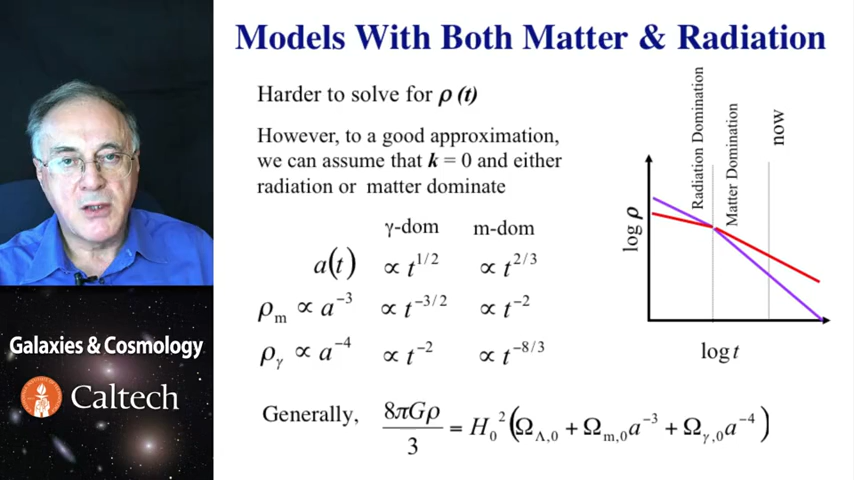 Models With Both Matter & Radiation
Harder to solve for ρ (t)
However, to a good approximation,
we can assume that k = 0 and either
radiation or matter dominate
γ-dom m-dom
a(t) ∝ t^{1/2} ∝ t^{2/3}
ρ_m ∝ a^{-3} ∝ t^{-3/2} ∝ t^{-2}
ρ_γ ∝ a^{-4} ∝ t^{-2} ∝ t^{-8/3}
Generally, 8πGρ/3 = H_0^2(Ω_{Λ,0} + Ω_{m,0}a^{-3} + Ω_{γ,0}a^{-4})
Radiation Domination
Matter Domination
now
log ρ
log t
Galaxies & Cosmology
Caltech